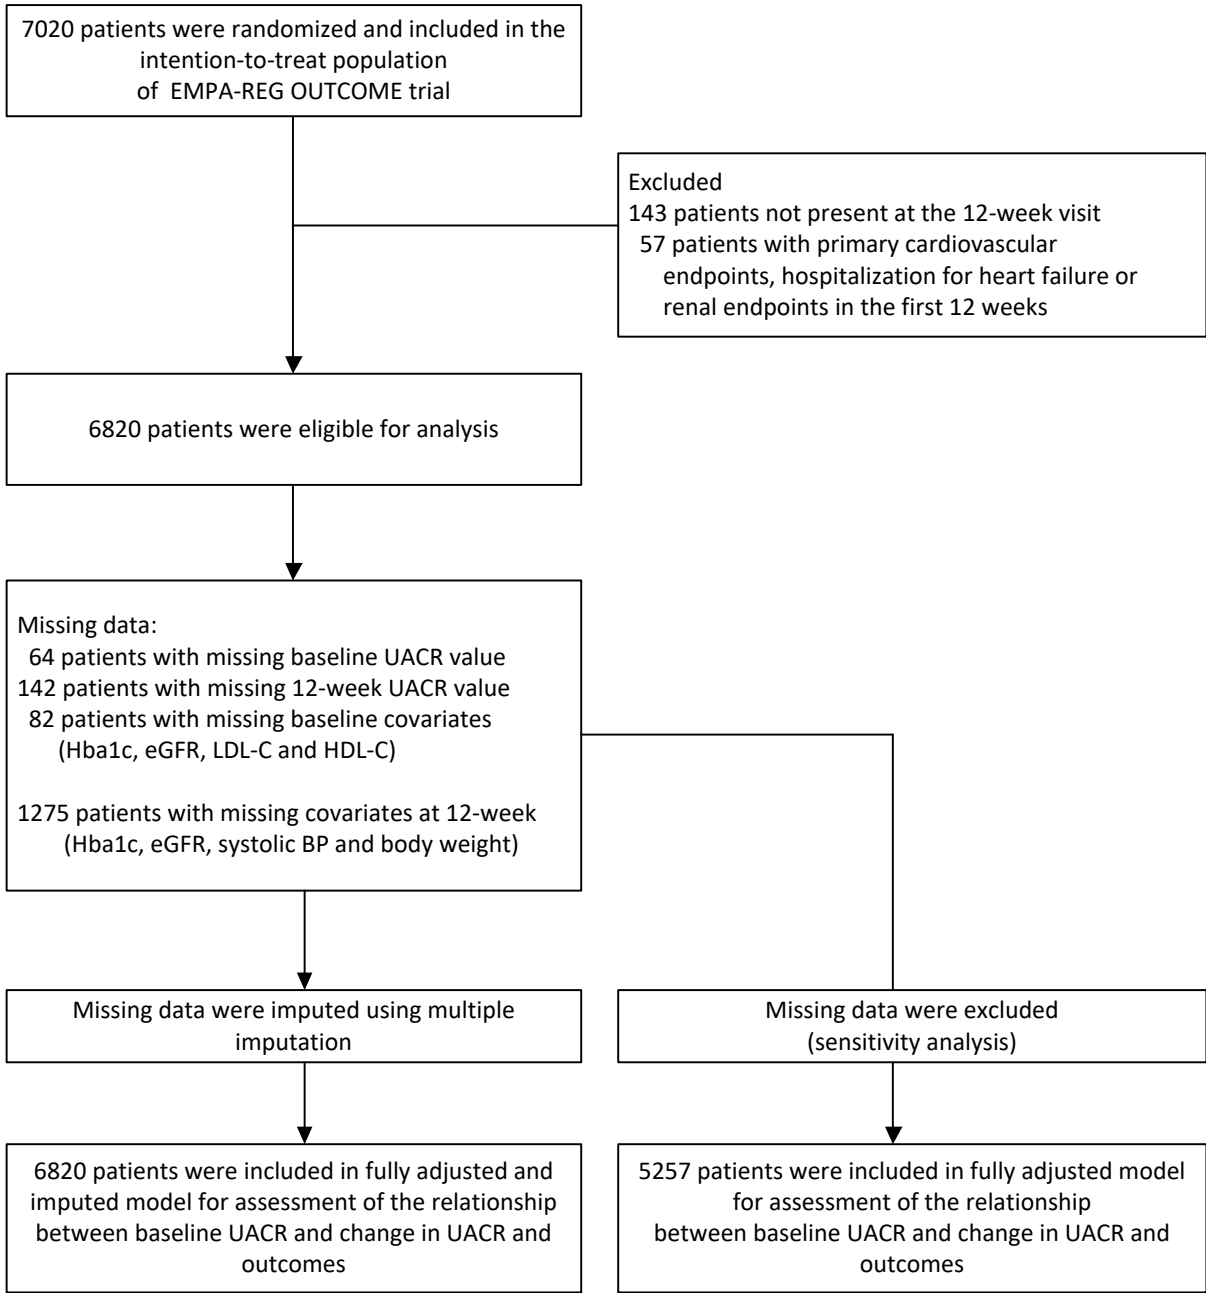 7020 patients were randomized and included in the
intention-to-treat population
of EMPA-REG OUTCOME trial
Excluded
143 patients not present at the 12-week visit
57 patients with primary cardiovascular
endpoints, hospitalization for heart failure or
renal endpoints in the first 12 weeks
6820 patients were eligible for analysis
Missing data:
64 patients with missing baseline UACR value
142 patients with missing 12-week UACR value
82 patients with missing baseline covariates
(Hba1c, eGFR, LDL-C and HDL-C)
1275 patients with missing covariates at 12-week
(Hba1c, eGFR, systolic BP and body weight)
Missing data were imputed using multiple
imputation
Missing data were excluded
(sensitivity analysis)
6820 patients were included in fully adjusted and
imputed model for assessment of the relationship
between baseline UACR and change in UACR and
outcomes
5257 patients were included in fully adjusted model
for assessment of the relationship
between baseline UACR and change in UACR and
outcomes